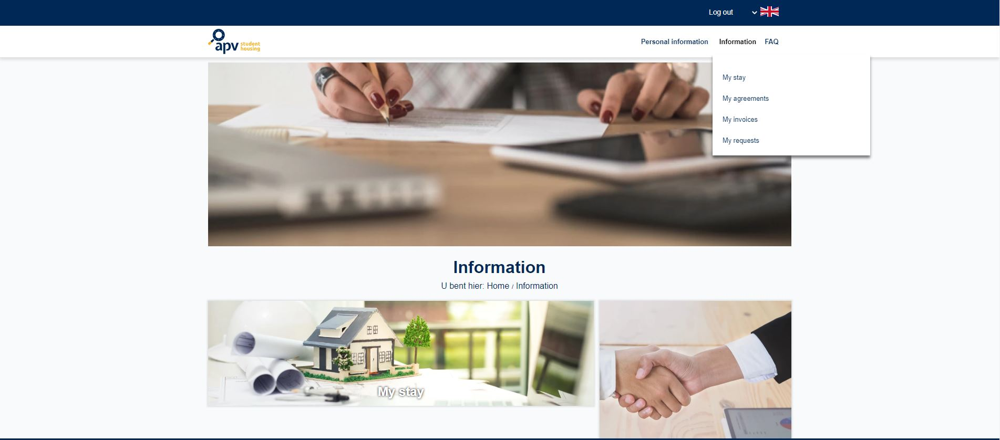 Log out
apv student housing
Personal information Information FAQ
My stay
My agreements
My invoices
My requests
Information
U bent hier: Home / Information
My stay